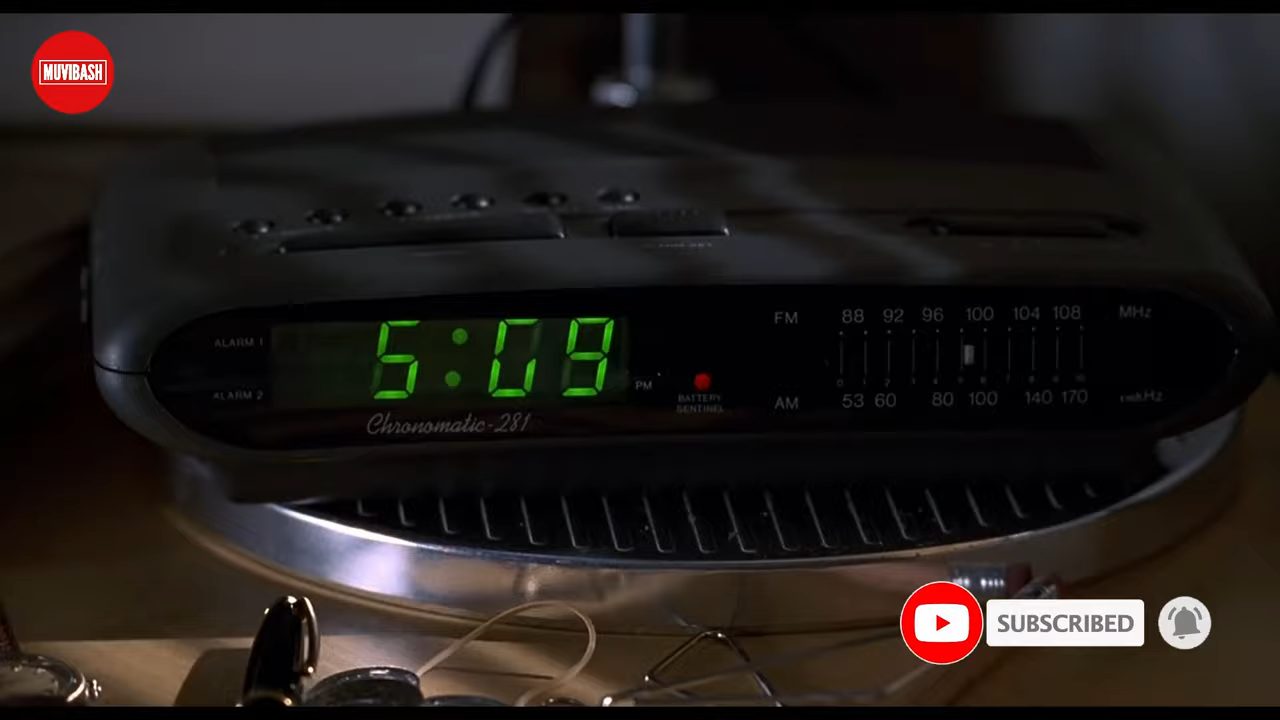 MUVIBASH
FM 88 92 96 100 104 108 MHz
ALARM 1
5:09
PM
ALARM 2
BATTERY
SENTINEL
AM 53 60 80 100 140 170
Chronomatic-281
SUBSCRIBED